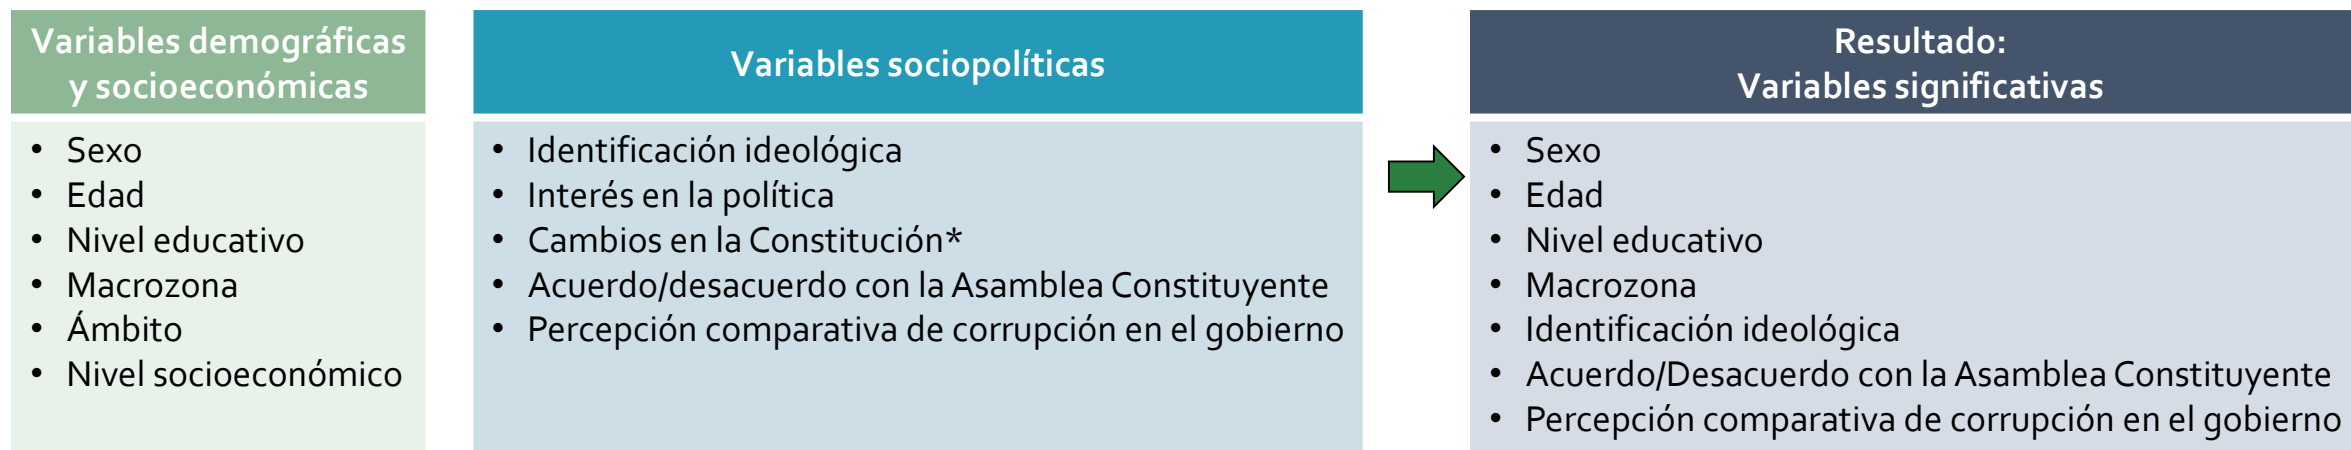 Variables demográficas
y socioeconómicas
• Sexo
• Edad
• Nivel educativo
• Macrozona
• Ámbito
• Nivel socioeconómico
Variables sociopolíticas
• Identificación ideológica
• Interés en la política
• Cambios en la Constitución*
• Acuerdo/desacuerdo con la Asamblea Constituyente
• Percepción comparativa de corrupción en el gobierno
Resultado:
Variables significativas
• Sexo
• Edad
• Nivel educativo
• Macrozona
• Identificación ideológica
• Acuerdo/Desacuerdo con la Asamblea Constituyente
• Percepción comparativa de corrupción en el gobierno